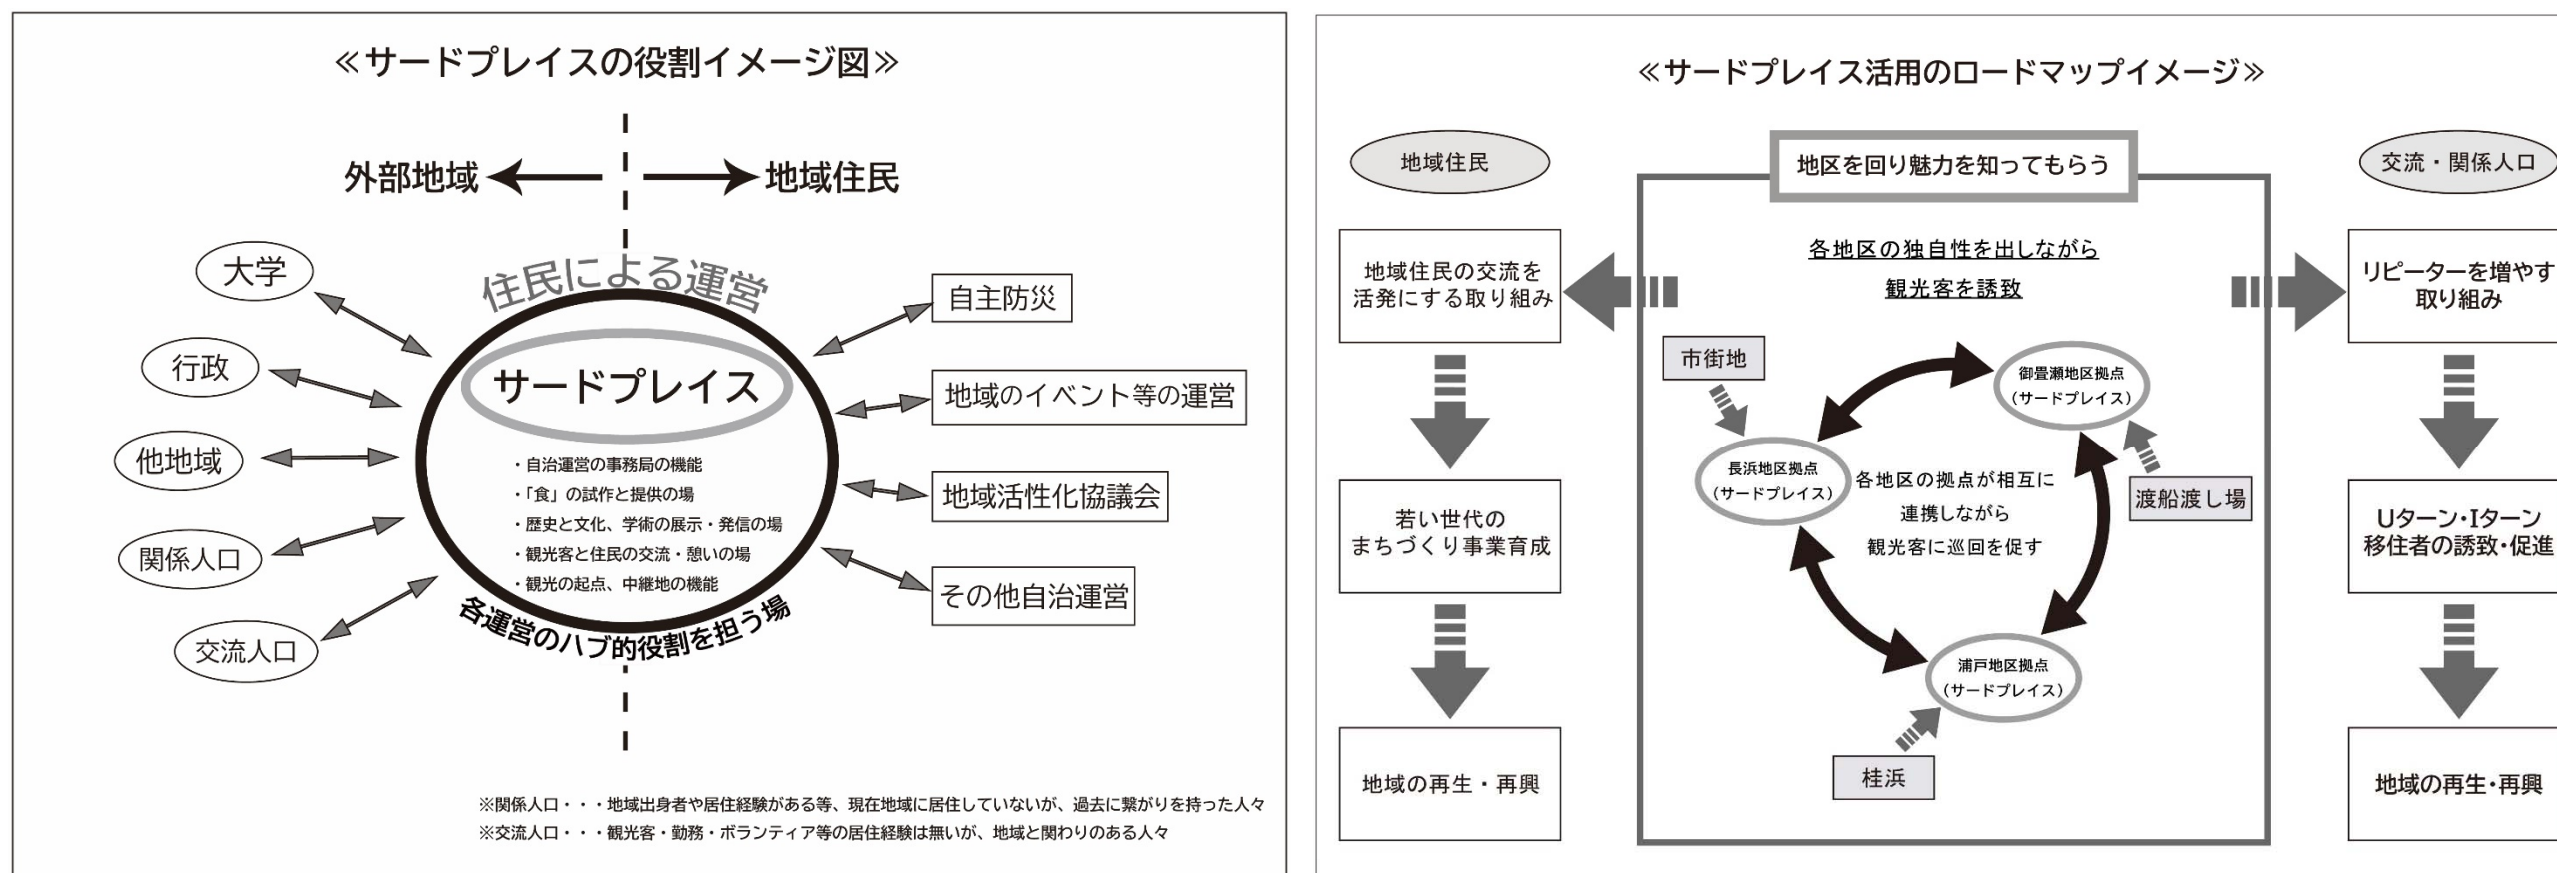 ≪サードプレイスの役割イメージ図≫
外部地域
地域住民
大学
行政
他地域
関係人口
交流人口
住民による運営
サードプレイス
・自治運営の事務局の機能
・「食」の試作と提供の場
・歴史と文化、学術の展示・発信の場
・観光客と住民の交流・憩いの場
・観光の起点、中継地の機能
各運営のハブ的役割を担う場
自主防災
地域のイベント等の運営
地域活性化協議会
その他自治運営
※関係人口・・・地域出身者や居住経験がある等、現在地域に居住していないが、過去に繋がりを持った人々
※交流人口・・・観光客・勤務・ボランティア等の居住経験は無いが、地域と関わりのある人々
≪サードプレイス活用のロードマップイメージ≫
地域住民
地域住民の交流を
活発にする取り組み
若い世代の
まちづくり事業育成
地域の再生・再興
地区を回り魅力を知ってもらう
各地区の独自性を出しながら
観光客を誘致
市街地
御畳瀬地区拠点
（サードプレイス）
長浜地区拠点
（サードプレイス）
各地区の拠点が相互に
連携しながら
観光客に巡回を促す
渡船渡し場
浦戸地区拠点
（サードプレイス）
桂浜
交流・関係人口
リピーターを増やす
取り組み
Uターン・Iターン
移住者の誘致・促進
地域の再生・再興